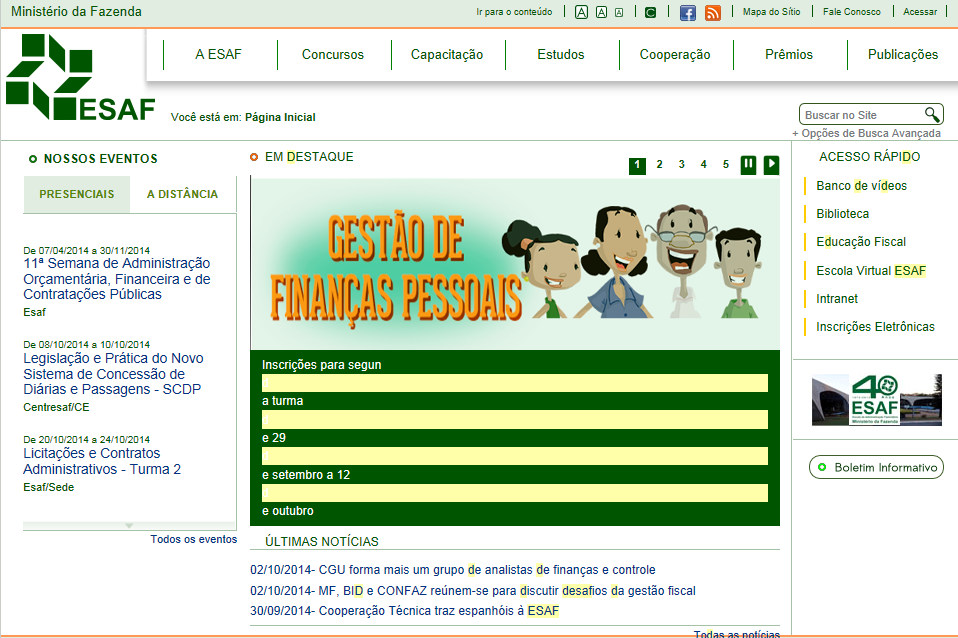 Ministério da Fazenda
Ir para o conteúdo
A A A
C
Mapa do Sítio
Fale Conosco
Acessar
A ESAF
Concursos
Capacitação
Estudos
Cooperação
Prêmios
Publicações
ESAF
Você está em: Página Inicial
Buscar no Site
+ Opções de Busca Avançada
NOSSOS EVENTOS
PRESENCIAIS
A DISTÂNCIA
De 07/04/2014 a 30/11/2014
11ª Semana de Administração
Orçamentária, Financeira e de
Contratações Públicas
Esaf
De 08/10/2014 a 10/10/2014
Legislação e Prática do Novo
Sistema de Concessão de
Diárias e Passagens - SCDP
Centresaf/CE
De 20/10/2014 a 24/10/2014
Licitações e Contratos
Administrativos - Turma 2
Esaf/Sede
Todos os eventos
EM DESTAQUE
1 2 3 4 5
GESTÃO DE
FINANÇAS PESSOAIS
Inscrições para segun
a turma
e 29
e setembro a 12
e outubro
ÚLTIMAS NOTÍCIAS
02/10/2014- CGU forma mais um grupo de analistas de finanças e controle
02/10/2014- MF, BID e CONFAZ reúnem-se para discutir desafios da gestão fiscal
30/09/2014- Cooperação Técnica traz espanhóis à ESAF
Todas as notícias
ACESSO RÁPIDO
Banco de vídeos
Biblioteca
Educação Fiscal
Escola Virtual ESAF
Intranet
Inscrições Eletrônicas
40
ESAF
Ministério da Fazenda
Boletim Informativo